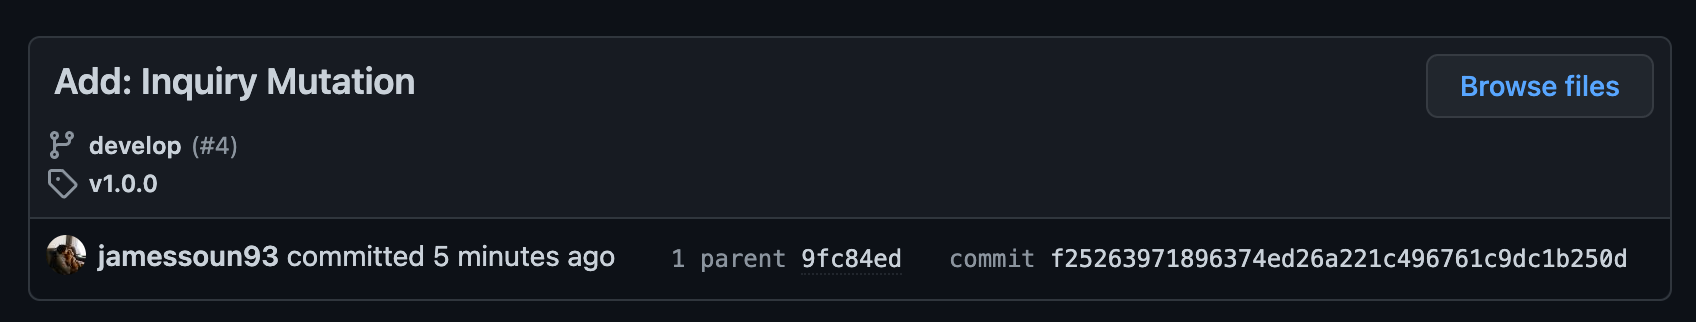 Add: Inquiry Mutation
Browse files
develop (#4)
v1.0.0
jamessoun93 committed 5 minutes ago 1 parent 9fc84ed commit f25263971896374ed26a221c496761c9dc1b250d